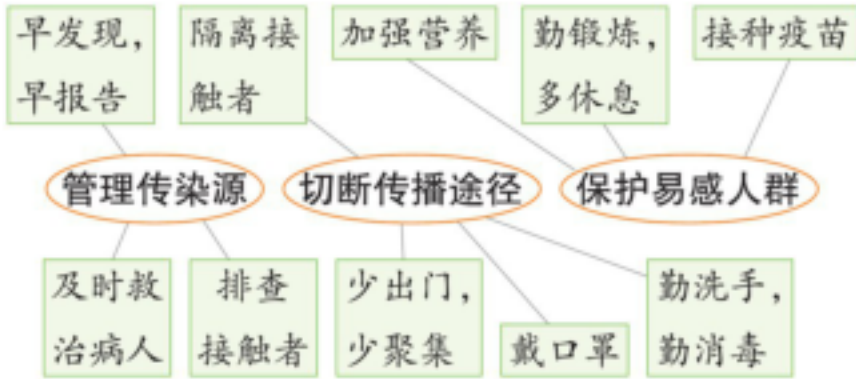 早发现,
早报告
隔离接
触者
加强营养
勤锻炼,
多休息
接种疫苗
管理传染源
切断传播途径
保护易感人群
及时救
治病人
排查
接触者
少出门,
少聚集
戴口罩
勤洗手,
勤消毒